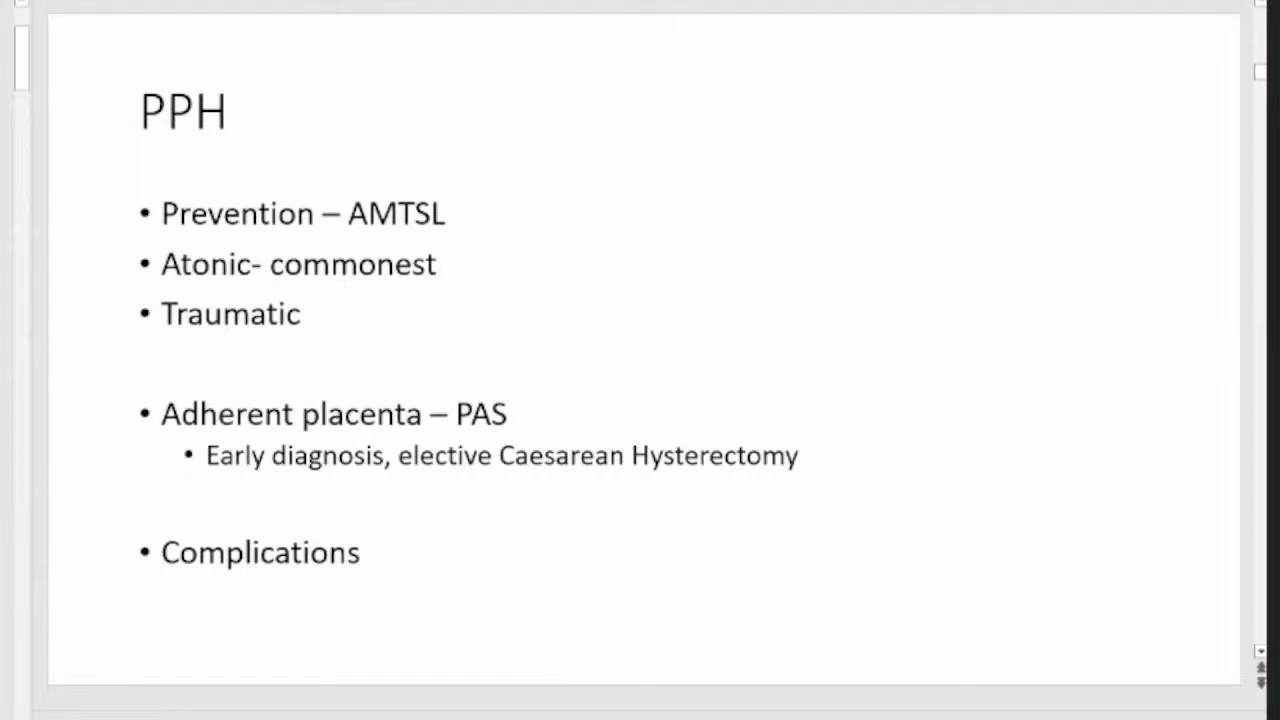 PPH
• Prevention – AMTSL
• Atonic- commonest
• Traumatic
• Adherent placenta – PAS
• Early diagnosis, elective Caesarean Hysterectomy
• Complications